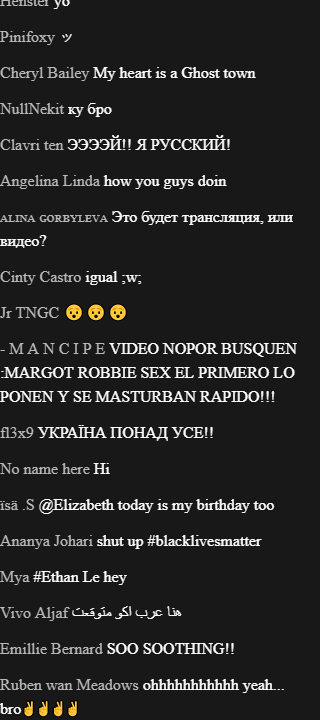 Henster yo
Pinifoxy ッ
Cheryl Bailey My heart is a Ghost town
NullNekit ку бро
Clavri ten ЭЭЭЭЙ!! Я РУССКИЙ!
Angelina Linda how you guys doin
ᴀʟɪɴᴀ ɢᴏʀʙʏʟᴇᴠᴀ Это будет трансляция, или
видео?
Cinty Castro igual ;w;
Jr TNGC 😯😯😯
- M A N C I P E VIDEO NOPOR BUSQUEN
:MARGOT ROBBIE SEX EL PRIMERO LO
PONEN Y SE MASTURBAN RAPIDO!!!
fl3x9 УКРАЇНА ПОНАД УСЕ!!
No name here Hi
ïsä .S @Elizabeth today is my birthday too
Ananya Johari shut up #blacklivesmatter
Mya #Ethan Le hey
Vivo Aljaf هنا عرب اكو متوقعت
Emillie Bernard SOO SOOTHING!!
Ruben wan Meadows ohhhhhhhhhhh yeah...
bro✌✌✌✌